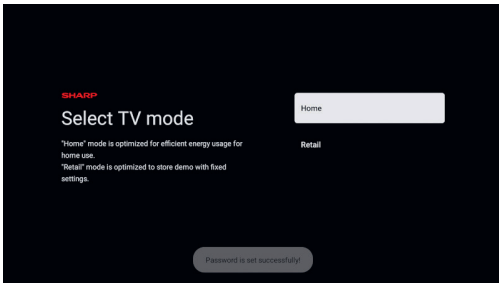 SHARP
Select TV mode
"Home" mode is optimized for efficient energy usage for
home use.
"Retail" mode is optimized to store demo with fixed
settings.
Home
Retail
Password is set successfully!